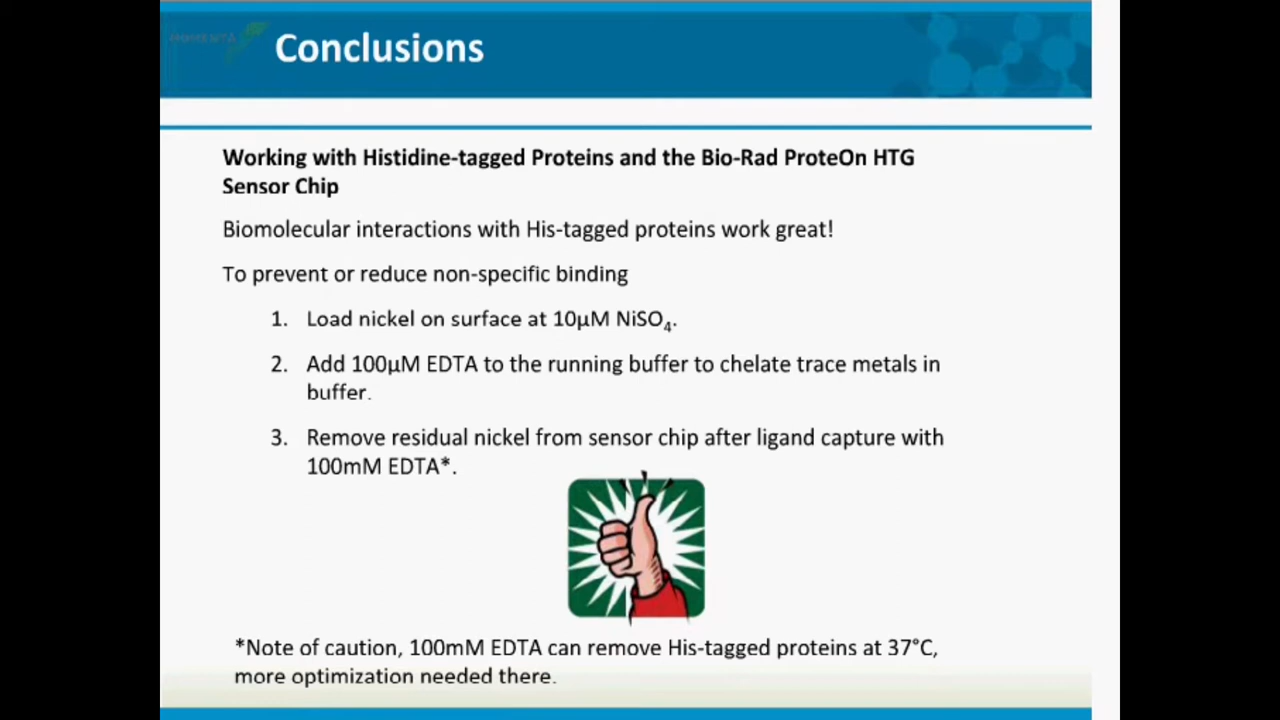 Conclusions
Working with Histidine-tagged Proteins and the Bio-Rad ProteOn HTG
Sensor Chip
Biomolecular interactions with His-tagged proteins work great!
To prevent or reduce non-specific binding
1. Load nickel on surface at 10µM NiSO₄.
2. Add 100µM EDTA to the running buffer to chelate trace metals in
buffer.
3. Remove residual nickel from sensor chip after ligand capture with
100mM EDTA*.
*Note of caution, 100mM EDTA can remove His-tagged proteins at 37°C,
more optimization needed there.